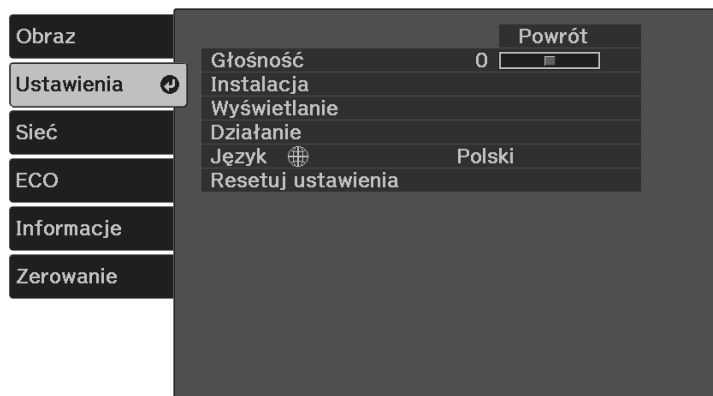 Obraz
Ustawienia
Sieć
ECO
Informacje
Zerowanie
Powrót
Głośność 0
Instalacja
Wyświetlanie
Działanie
Język Polski
Resetuj ustawienia